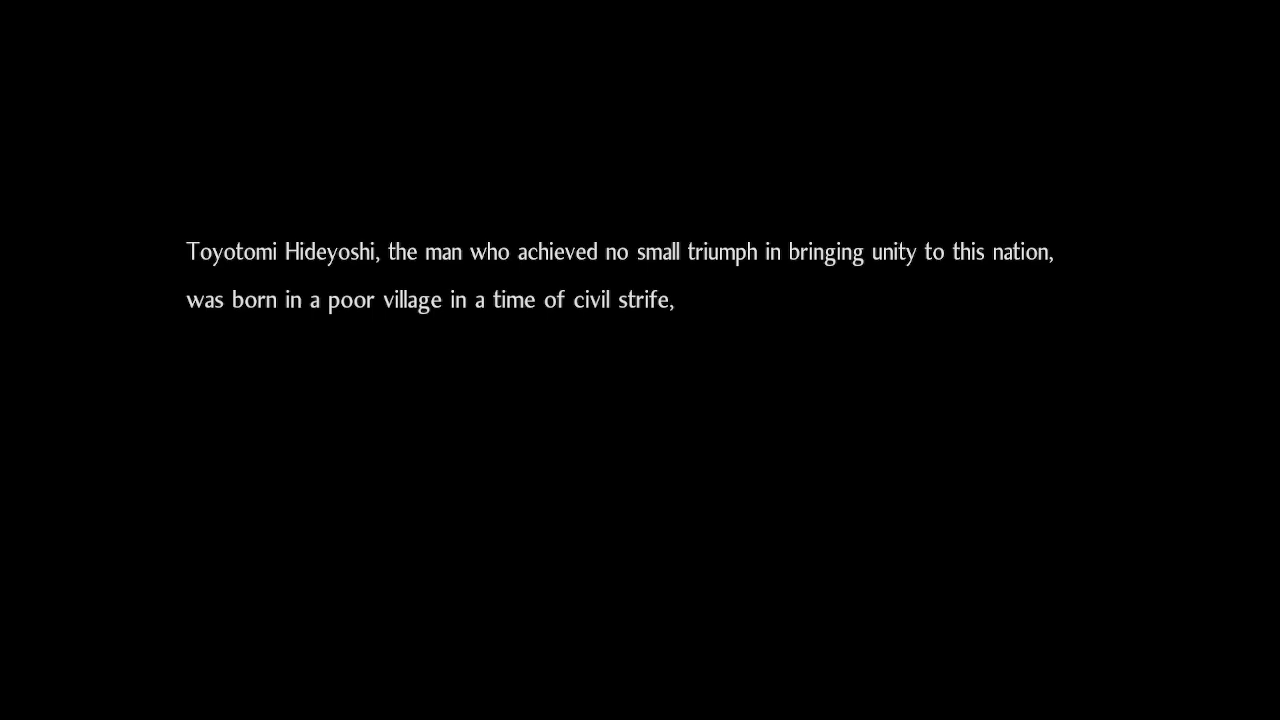 Toyotomi Hideyoshi, the man who achieved no small triumph in bringing unity to this nation,
was born in a poor village in a time of civil strife,